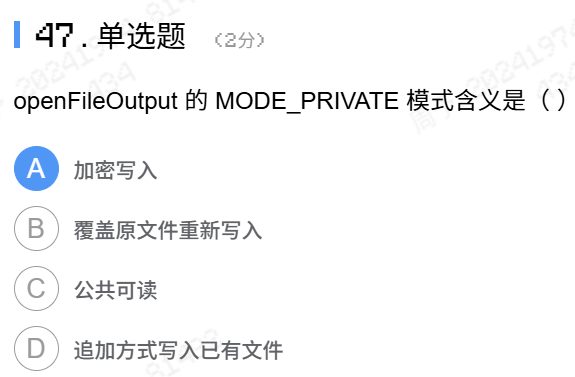 47. 单选题 (2分)
openFileOutput 的 MODE_PRIVATE 模式含义是（ ）
A 加密写入
B 覆盖原文件重新写入
C 公共可读
D 追加方式写入已有文件